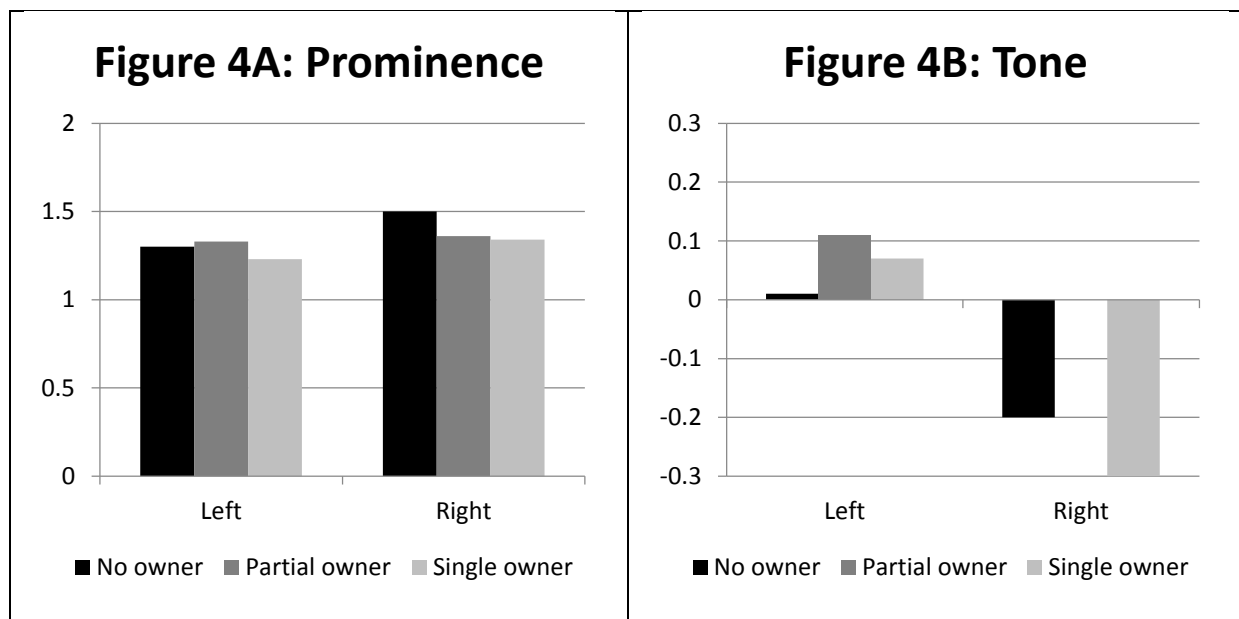 Figure 4A: Prominence
2
1.5
1
0.5
0
Left Right
No owner Partial owner Single owner
Figure 4B: Tone
0.3
0.2
0.1
0
-0.1
-0.2
-0.3
Left Right
No owner Partial owner Single owner